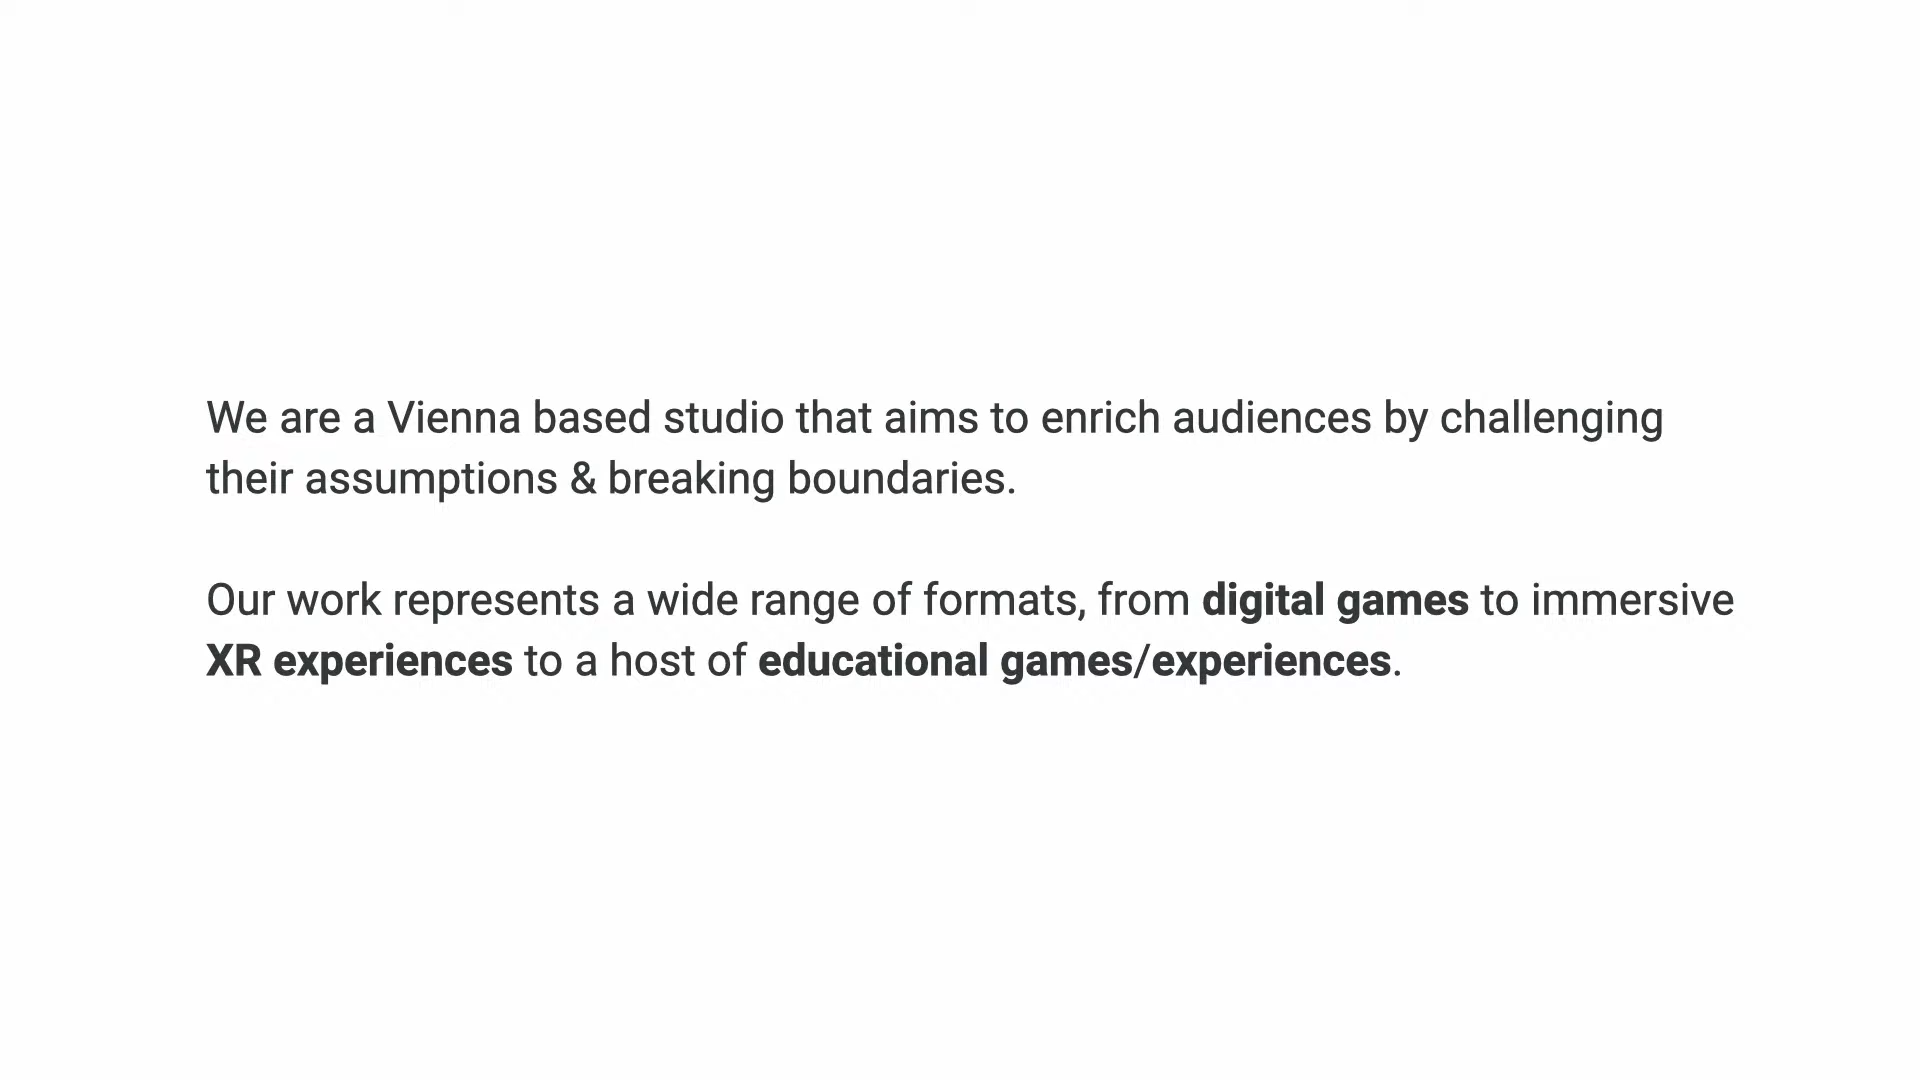 We are a Vienna based studio that aims to enrich audiences by challenging
their assumptions & breaking boundaries.
Our work represents a wide range of formats, from digital games to immersive
XR experiences to a host of educational games/experiences.